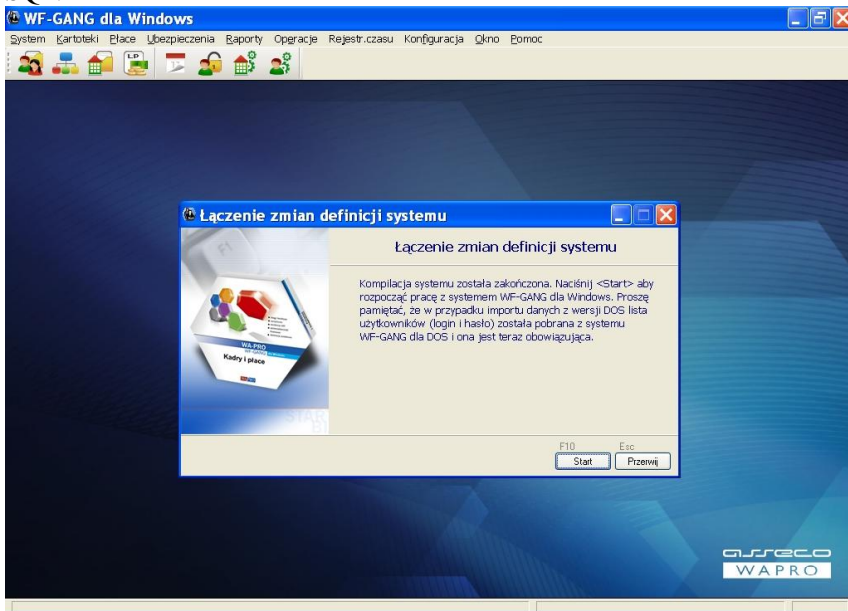 WF-GANG dla Windows
System Kartoteki Płace Ubezpieczenia Raporty Operacje Rejestr.czasu Konfiguracja Okno Pomoc
LP
Łączenie zmian definicji systemu
Łączenie zmian definicji systemu
Kompilacja systemu została zakończona. Naciśnij <Start> aby
rozpocząć pracę z systemem WF-GANG dla Windows. Proszę
pamiętać, że w przypadku importu danych z wersji DOS lista
użytkowników (login i hasło) została pobrana z systemu
WF-GANG dla DOS i ona jest teraz obowiązująca.
F1
WA-PRO
Kadry i płace
F10 Esc
Start Przerwij
asseco
WAPRO